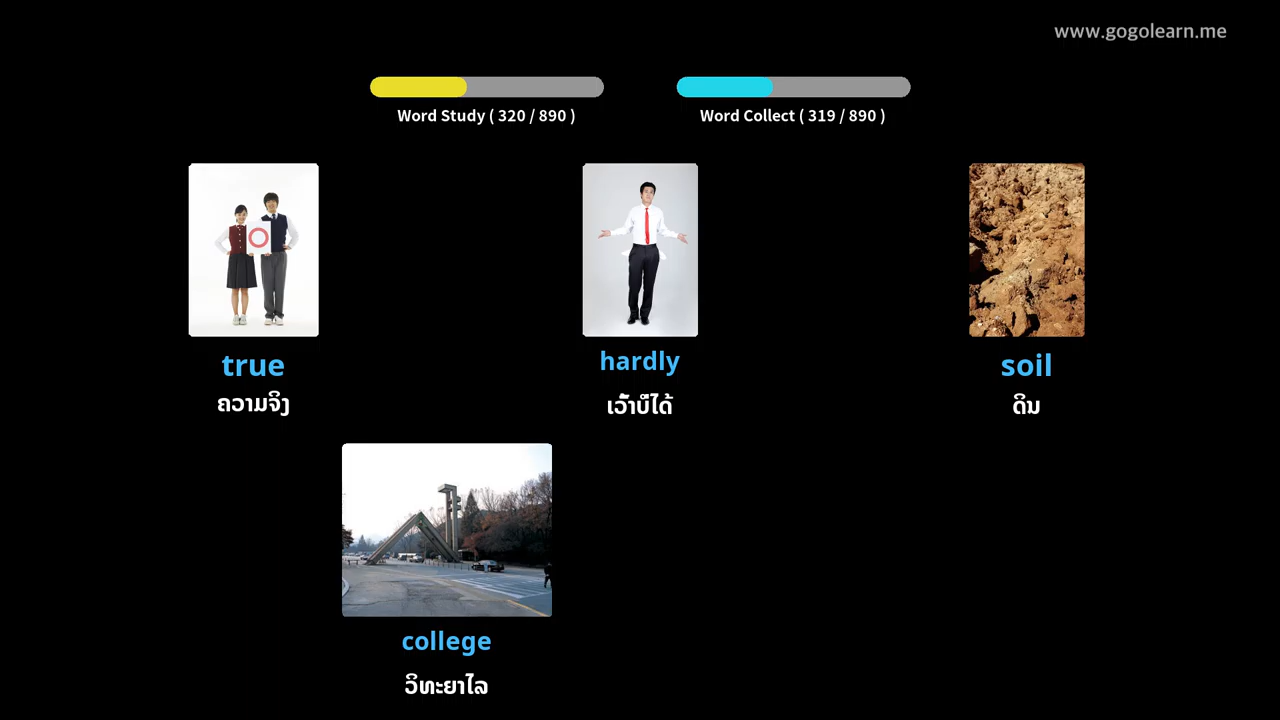 www.gogolearn.me
Word Study ( 320 / 890 )
Word Collect ( 319 / 890 )
true
ຄວາມຈິງ
hardly
ເວົ້າບໍ່ໄດ້
soil
ດິນ
college
ວິທະຍາໄລ